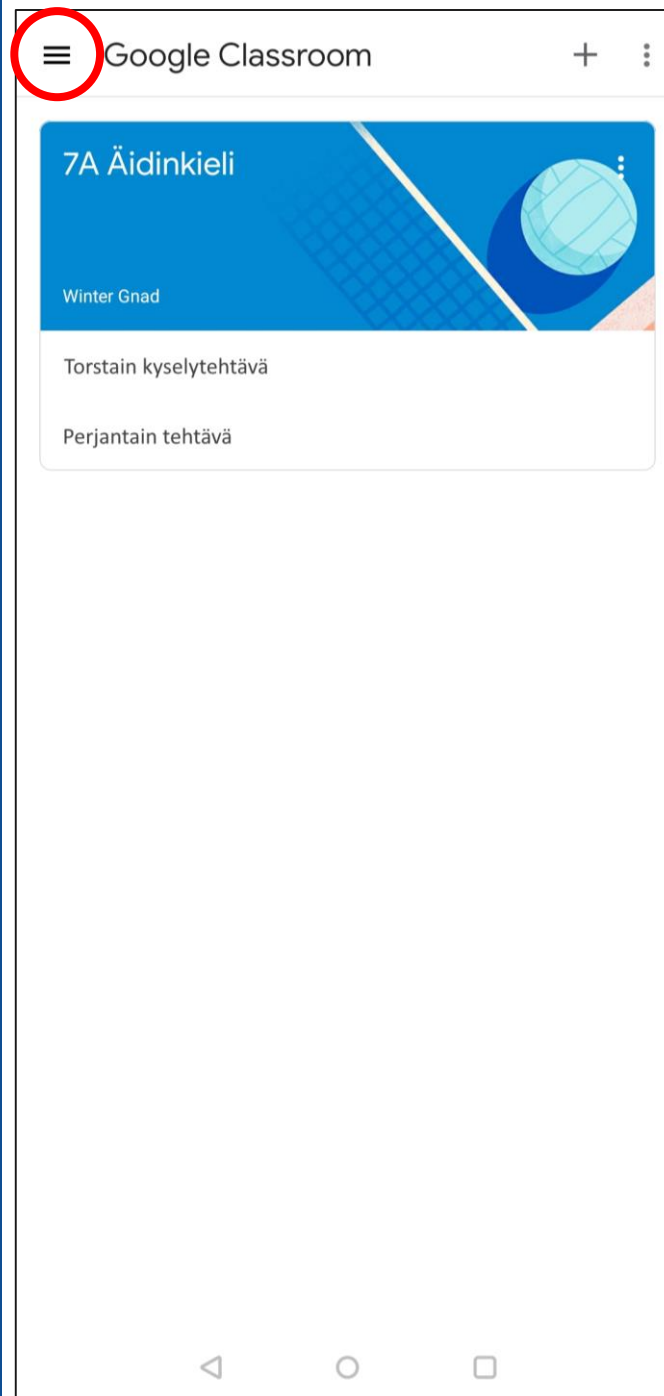 Google Classroom
7A Äidinkieli
Winter Gnad
Torstain kyselytehtävä
Perjantain tehtävä